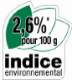 2,6%*
pour 100 g
indice
environnemental